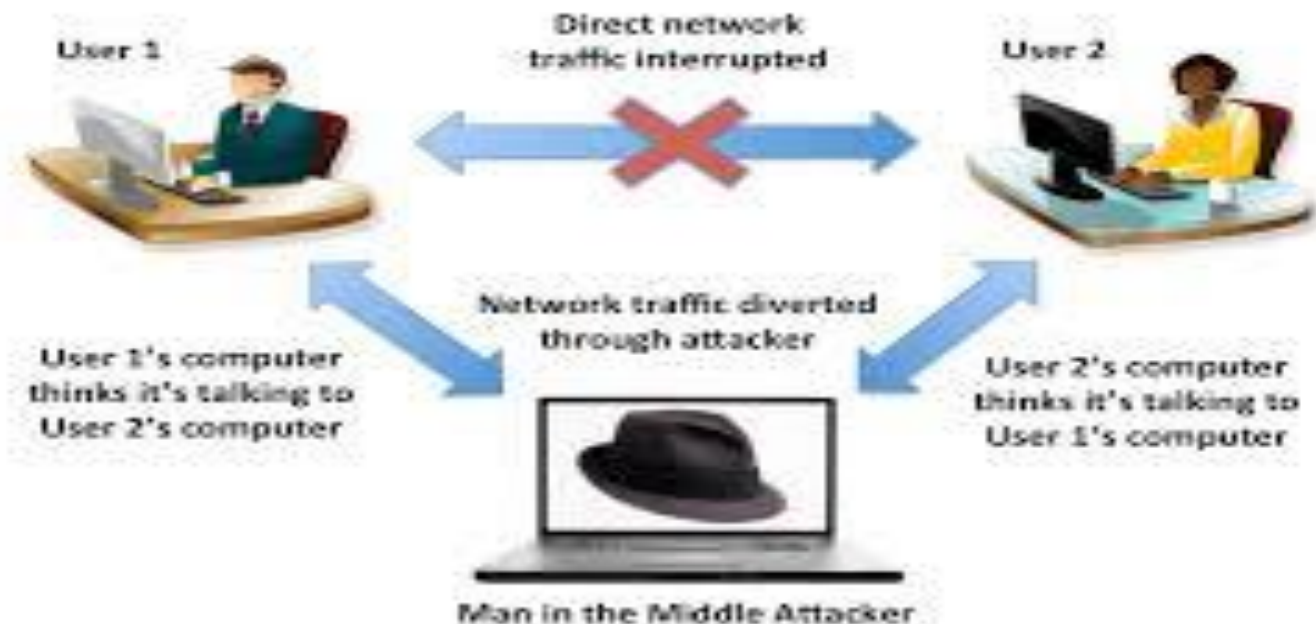 User 1
Direct network
traffic interrupted
User 2
Network traffic diverted
through attacker
User 1's computer
thinks it's talking to
User 2's computer
User 2's computer
thinks it's talking to
User 1's computer
Man in the Middle Attacker